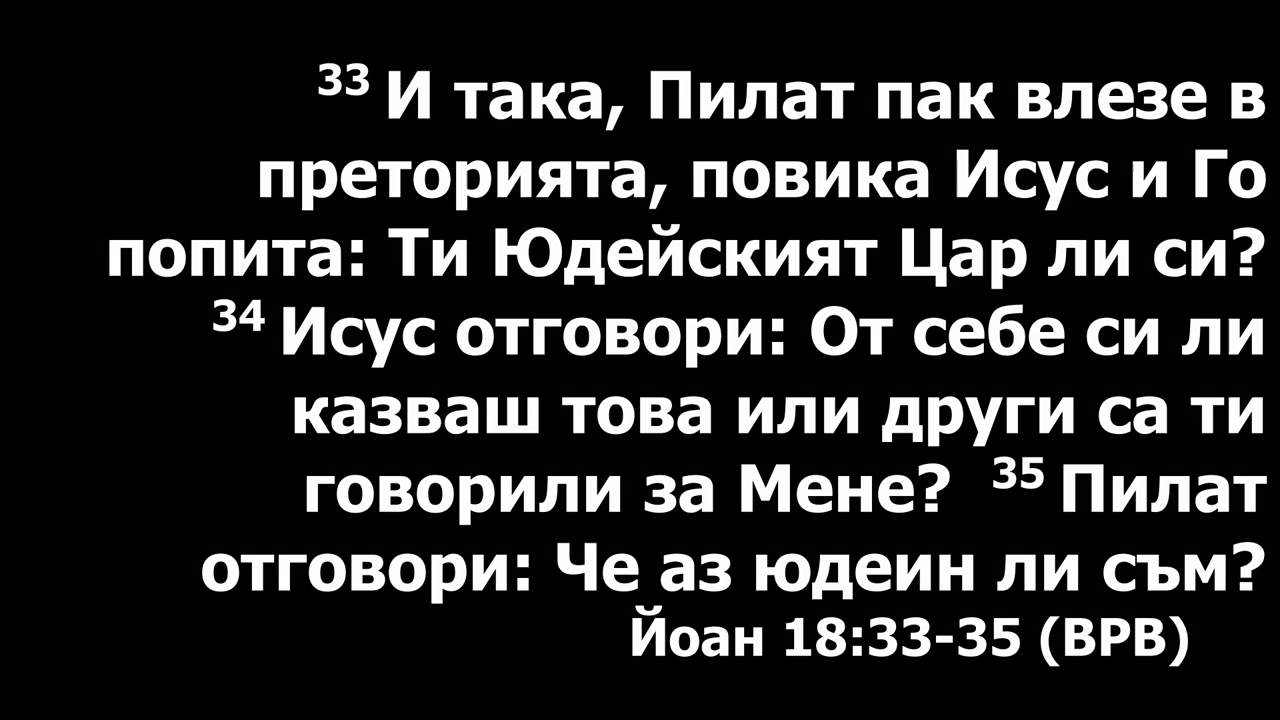 33 И така, Пилат пак влезе в
преторията, повика Исус и Го
попита: Ти Юдейският Цар ли си?
34 Исус отговори: От себе си ли
казваш това или други са ти
говорили за Мене? 35 Пилат
отговори: Че аз юдеин ли съм?
Йоан 18:33-35 (ВРВ)